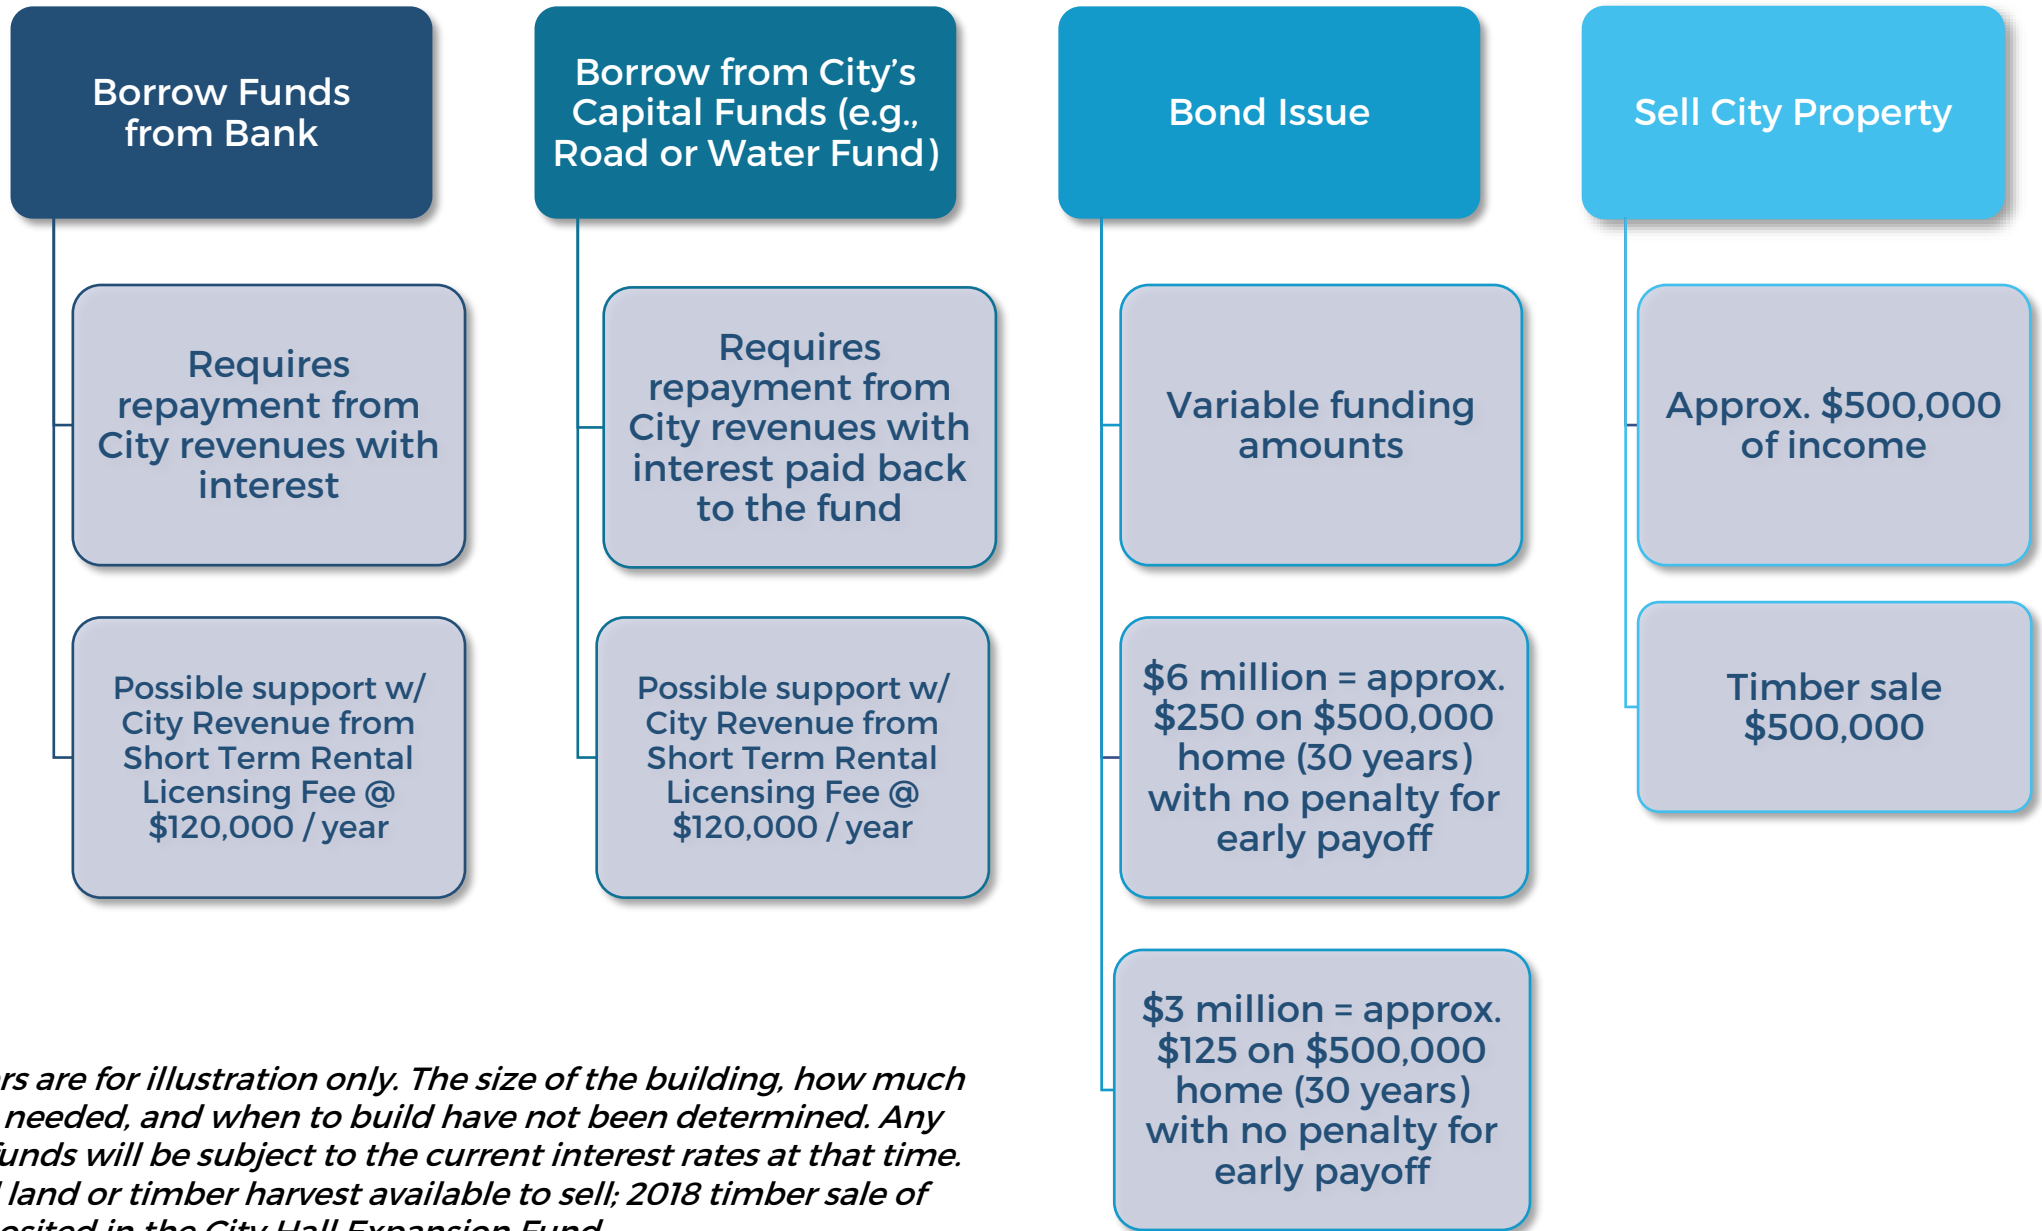 Borrow Funds
from Bank
Requires
repayment from
City revenues with
interest
Possible support w/
City Revenue from
Short Term Rental
Licensing Fee @
$120,000 / year
Borrow from City’s
Capital Funds (e.g.,
Road or Water Fund)
Requires
repayment from
City revenues with
interest paid back
to the fund
Possible support w/
City Revenue from
Short Term Rental
Licensing Fee @
$120,000 / year
Bond Issue
Variable funding
amounts
$6 million = approx.
$250 on $500,000
home (30 years)
with no penalty for
early payoff
$3 million = approx.
$125 on $500,000
home (30 years)
with no penalty for
early payoff
Sell City Property
Approx. $500,000
of income
Timber sale
$500,000
are for illustration only. The size of the building, how much
needed, and when to build have not been determined. Any
funds will be subject to the current interest rates at that time.
land or timber harvest available to sell; 2018 timber sale of
in the City Hall Expansion Fund